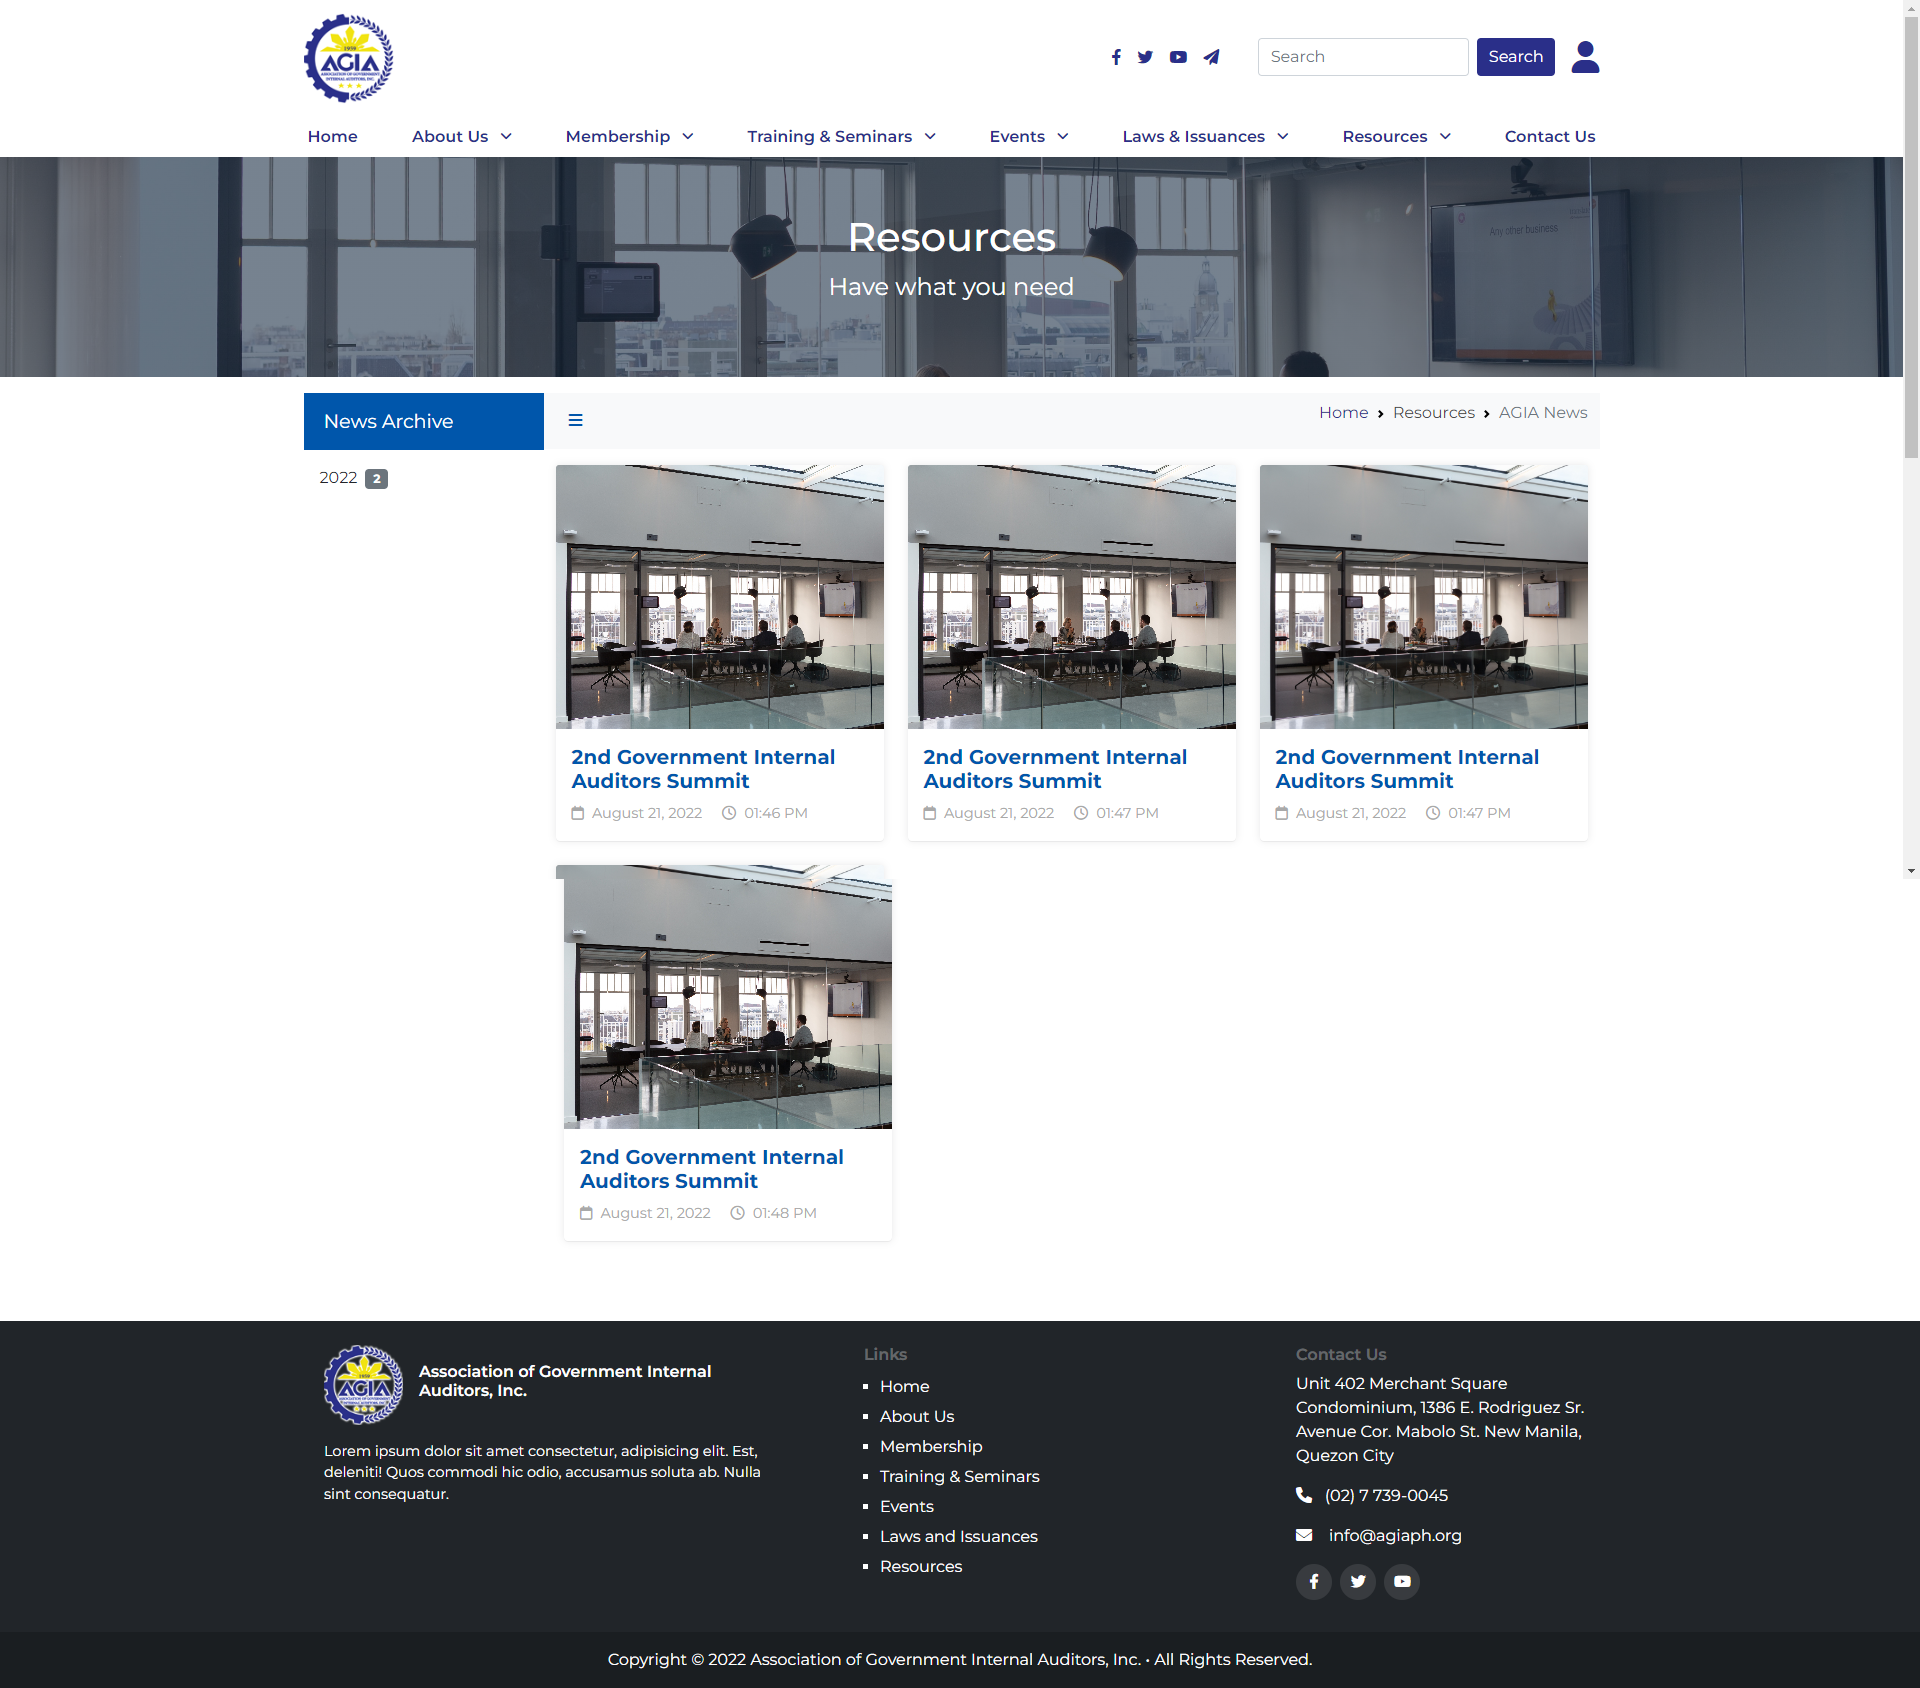 1959
AGIA
ASSOCIATION OF GOVERNMENT
INTERNAL AUDITORS, INC.
Search
Search
Home
About Us
Membership
Training & Seminars
Events
Laws & Issuances
Resources
Contact Us
Resources
Any other business
Have what you need
News Archive
Home
Resources
AGIA News
2022 2
2nd Government Internal
Auditors Summit
August 21, 2022 01:46 PM
2nd Government Internal
Auditors Summit
August 21, 2022 01:47 PM
2nd Government Internal
Auditors Summit
August 21, 2022 01:47 PM
2nd Government Internal
Auditors Summit
August 21, 2022 01:48 PM
AGIA
Association of Government Internal
Auditors, Inc.
Lorem ipsum dolor sit amet consectetur, adipisicing elit. Est,
deleniti! Quos commodi hic odio, accusamus soluta ab. Nulla
sint consequatur.
Links
Home
About Us
Membership
Training & Seminars
Events
Laws and Issuances
Resources
Contact Us
Unit 402 Merchant Square
Condominium, 1386 E. Rodriguez Sr.
Avenue Cor. Mabolo St. New Manila,
Quezon City
(02) 7 739-0045
info@agiaph.org
Copyright © 2022 Association of Government Internal Auditors, Inc. • All Rights Reserved.